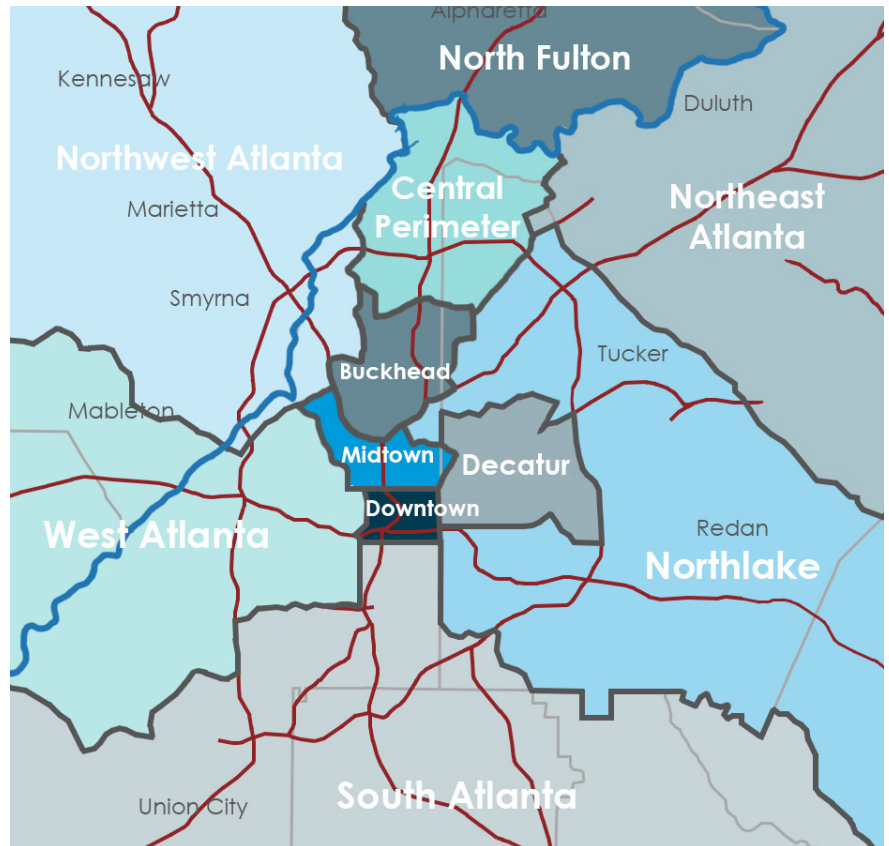 Alpharetta
North Fulton
Kennesaw
Duluth
Northwest Atlanta
Central
Perimeter
Northeast
Atlanta
Marietta
Smyrna
Tucker
Buckhead
Mableton
Midtown
Decatur
Downtown
West Atlanta
Redan
Northlake
South Atlanta
Union City